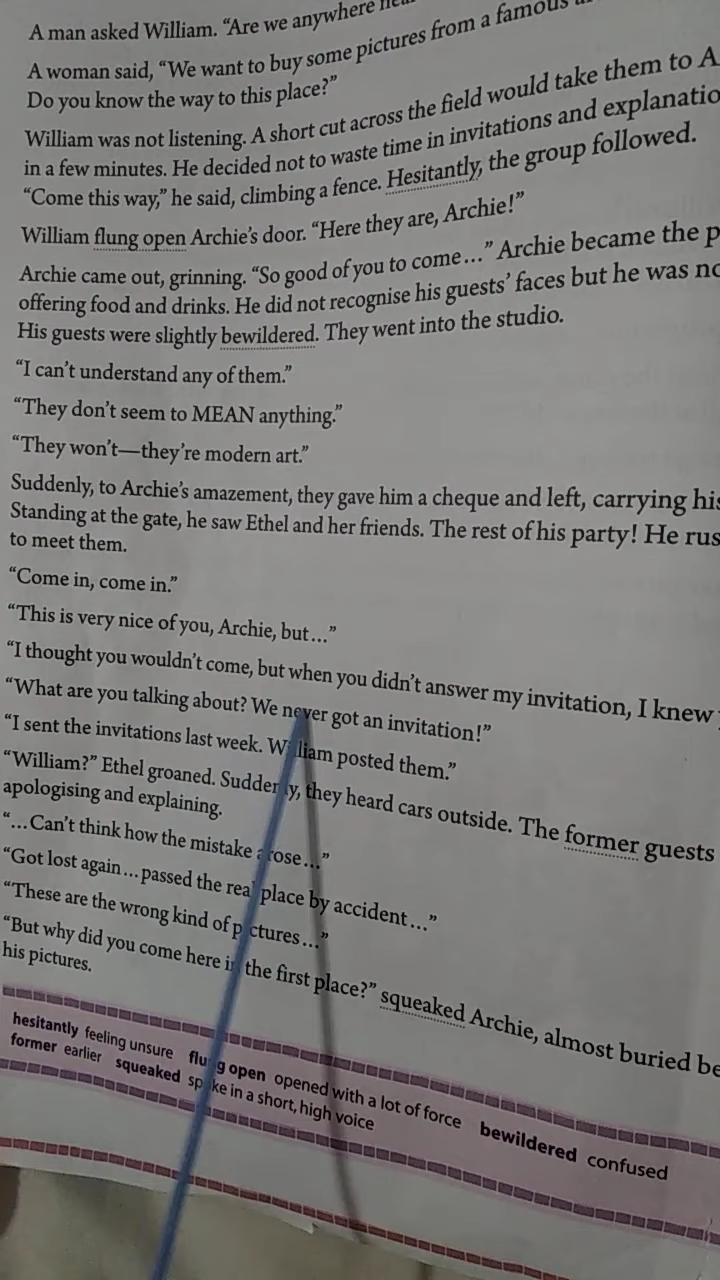 A man asked William. “Are we anywhere
A woman said, “We want to buy some pictures from a famous
Do you know the way to this place?”
William was not listening. A short cut across the field would take them to A
in a few minutes. He decided not to waste time in invitations and explanatio
“Come this way,” he said, climbing a fence. Hesitantly, the group followed.
William flung open Archie’s door. “Here they are, Archie!”
Archie came out, grinning. “So good of you to come...” Archie became the p
offering food and drinks. He did not recognise his guests’ faces but he was no
His guests were slightly bewildered. They went into the studio.
“I can’t understand any of them.”
“They don’t seem to MEAN anything.”
“They won’t—they’re modern art.”
Suddenly, to Archie’s amazement, they gave him a cheque and left, carrying his
Standing at the gate, he saw Ethel and her friends. The rest of his party! He rus
to meet them.
“Come in, come in.”
“This is very nice of you, Archie, but...”
“I thought you wouldn’t come, but when you didn’t answer my invitation, I knew
“What are you talking about? We never got an invitation!”
“I sent the invitations last week. William posted them.”
“William?” Ethel groaned. Suddenly, they heard cars outside. The former guests
apologising and explaining.
“...Can’t think how the mistake arose...”
“Got lost again...passed the real place by accident...”
“These are the wrong kind of pictures...”
“But why did you come here in the first place?” squeaked Archie, almost buried be
his pictures.
hesitantly feeling unsure flung open opened with a lot of force bewildered confused
former earlier squeaked spoke in a short, high voice